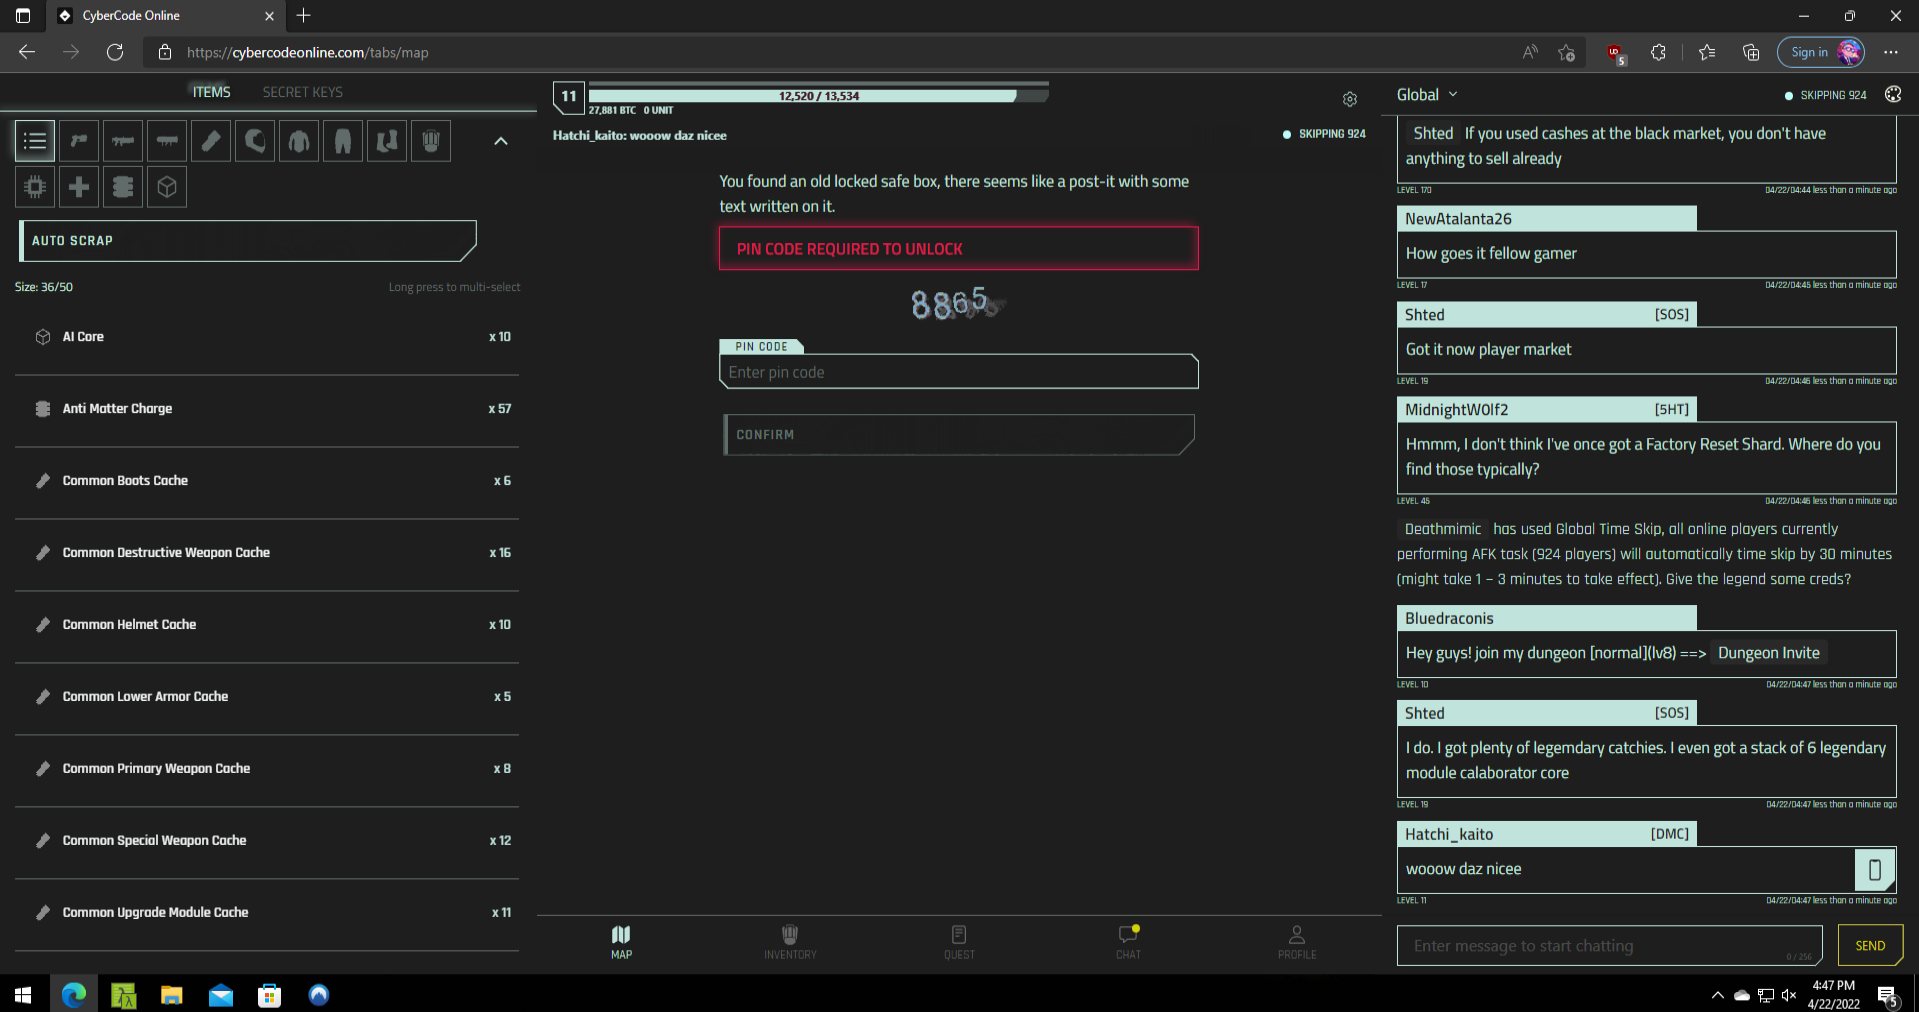 CyberCode Online
https://cybercodeonline.com/tabs/map
Sign in
5
ITEMS
SECRET KEYS
AUTO SCRAP
Size: 36/50
Long press to multi-select
AI Core
x 10
Anti Matter Charge
x 57
Common Boots Cache
x 6
Common Destructive Weapon Cache
x 16
Common Helmet Cache
x 10
Common Lower Armor Cache
x 5
Common Primary Weapon Cache
x 8
Common Special Weapon Cache
x 12
Common Upgrade Module Cache
x 11
11
12,520 / 13,534
27,881 BTC 0 UNIT
Hatchi_kaito: wooow daz nicee
SKIPPING 924
You found an old locked safe box, there seems like a post-it with some
text written on it.
PIN CODE REQUIRED TO UNLOCK
8865
PIN CODE
Enter pin code
CONFIRM
MAP
INVENTORY
QUEST
CHAT
PROFILE
Global
SKIPPING 924
Shted If you used cashes at the black market, you don't have
anything to sell already
LEVEL 170
04/22/04:44 less than a minute ago
NewAtalanta26
How goes it fellow gamer
LEVEL 17
04/22/04:45 less than a minute ago
Shted [SOS]
Got it now player market
LEVEL 19
04/22/04:46 less than a minute ago
MidnightW0lf2 [5HT]
Hmmm, I don't think I've once got a Factory Reset Shard. Where do you
find those typically?
LEVEL 45
04/22/04:46 less than a minute ago
Deathmimic has used Global Time Skip, all online players currently
performing AFK task (924 players) will automatically time skip by 30 minutes
(might take 1 – 3 minutes to take effect). Give the legend some creds?
Bluedraconis
Hey guys! join my dungeon [normal](lv8) ==> Dungeon Invite
LEVEL 10
04/22/04:47 less than a minute ago
Shted [SOS]
I do. I got plenty of legemdary catchies. I even got a stack of 6 legendary
module calaborator core
LEVEL 19
04/22/04:47 less than a minute ago
Hatchi_kaito [DMC]
wooow daz nicee
LEVEL 11
04/22/04:47 less than a minute ago
Enter message to start chatting
0 / 256
SEND
4:47 PM
4/22/2022
5